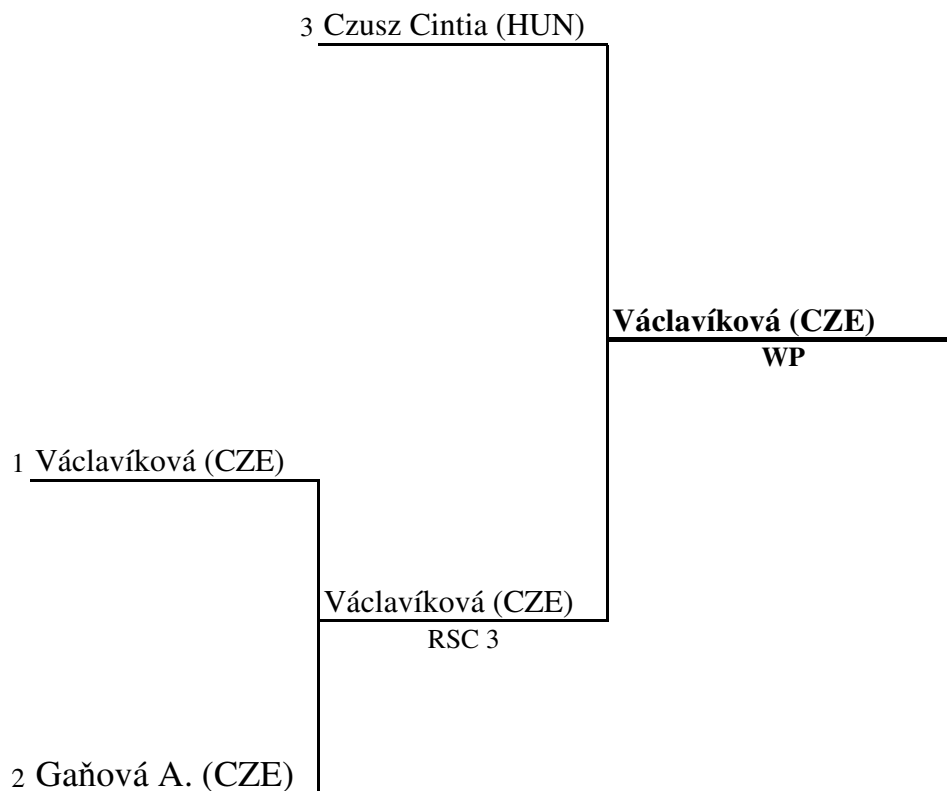 3 Czusz Cintia (HUN)
Václavíková (CZE)
WP
1 Václavíková (CZE)
Václavíková (CZE)
RSC 3
2 Gaňová A. (CZE)